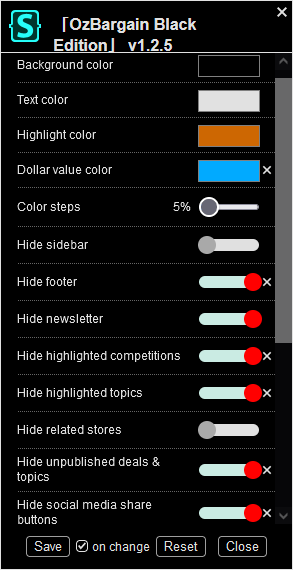 「OzBargain Black
Edition」 v1.2.5
Background color
Text color
Highlight color
Dollar value color
Color steps 5%
Hide sidebar
Hide footer
Hide newsletter
Hide highlighted competitions
Hide highlighted topics
Hide related stores
Hide unpublished deals &
topics
Hide social media share
buttons
Save on change Reset Close